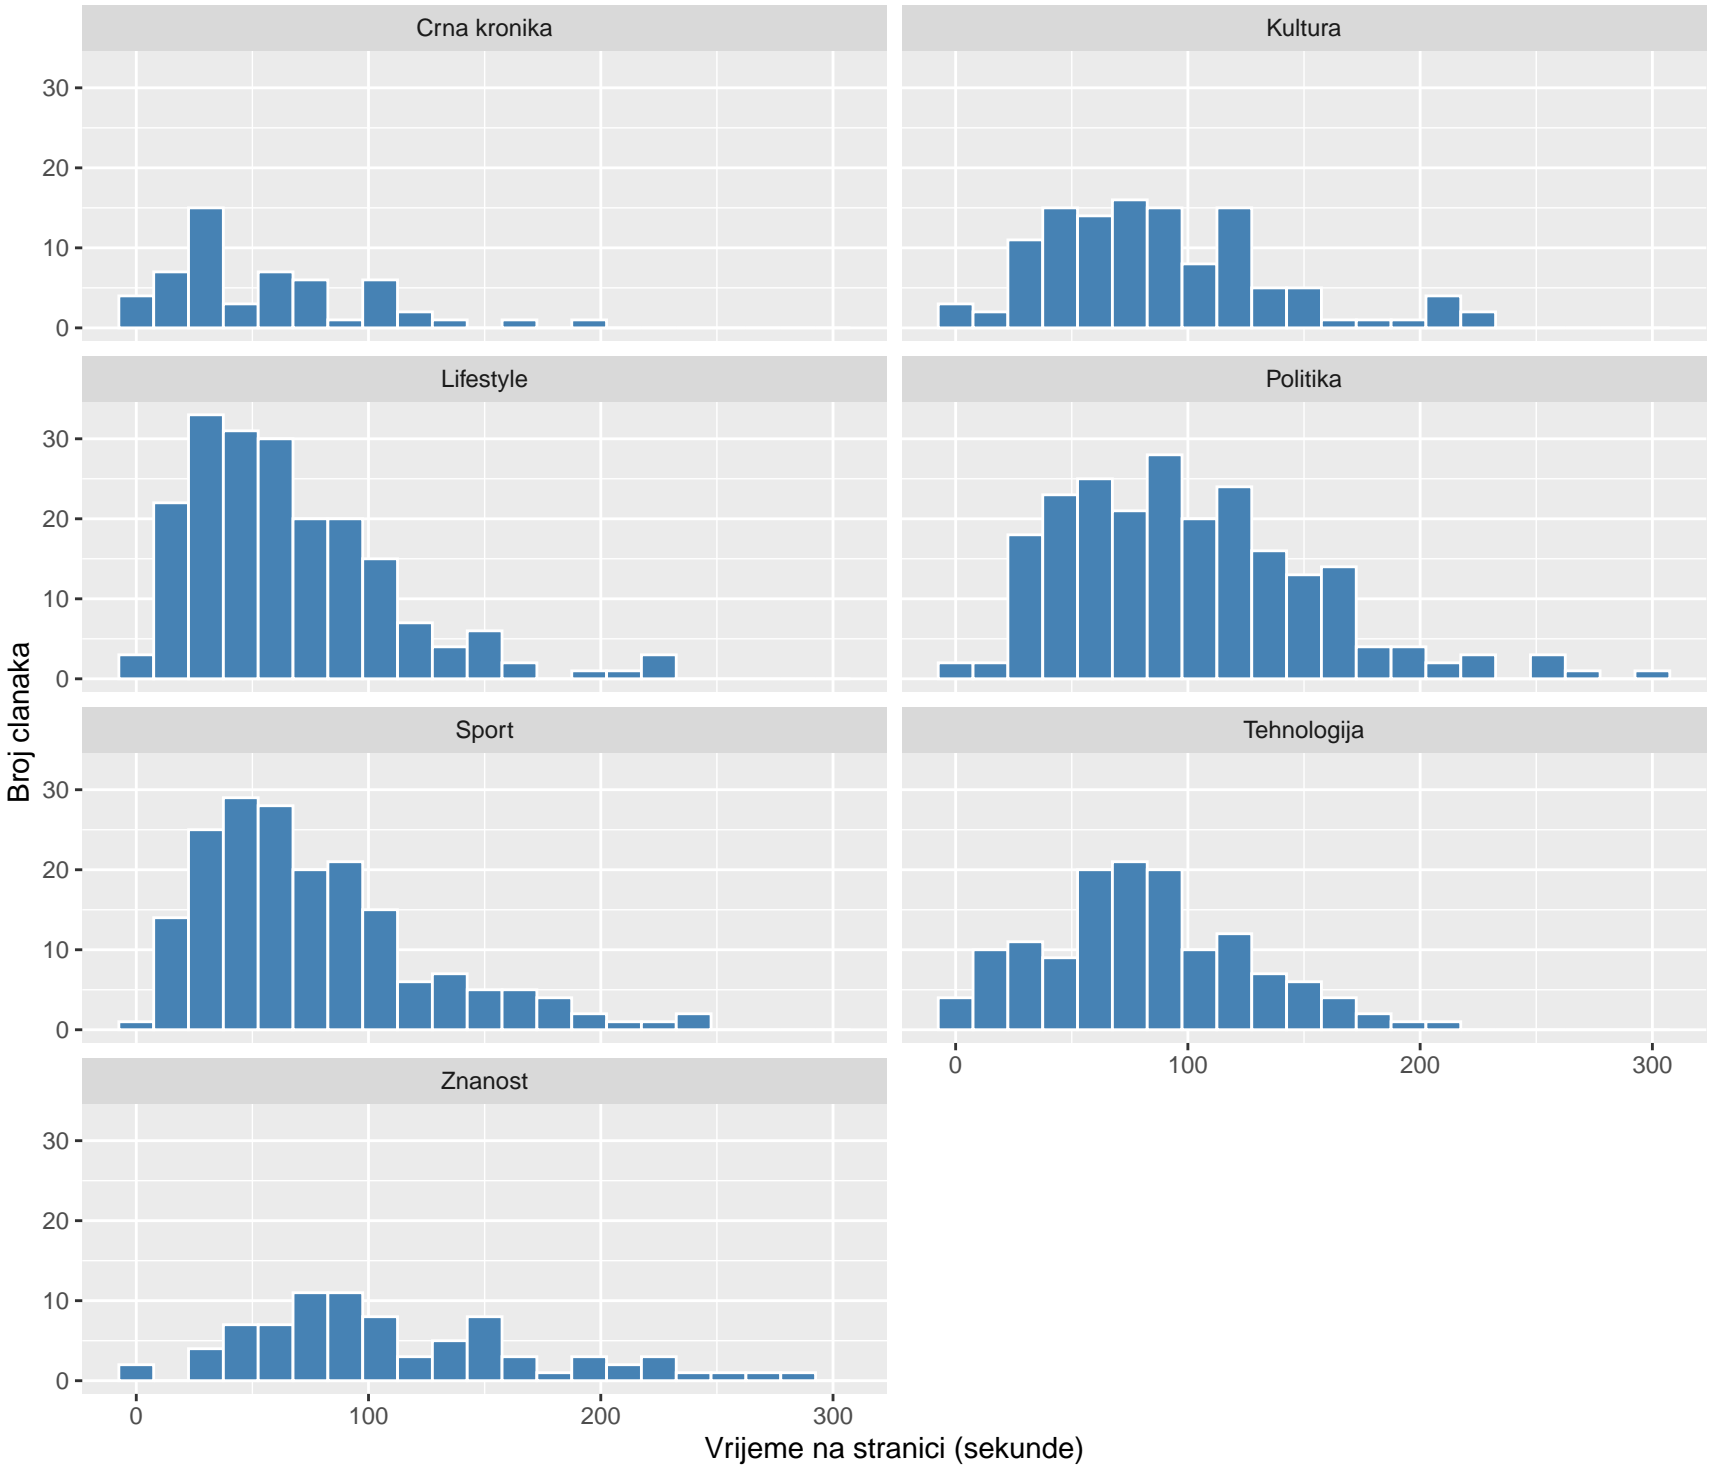 Crna kronika
Kultura
30
20
10
0
Lifestyle
Politika
30
20
10
0
Sport
Tehnologija
30
20
10
0
0 100 200 300
Znanost
30
20
10
0
0 100 200 300
Broj clanaka
Vrijeme na stranici (sekunde)